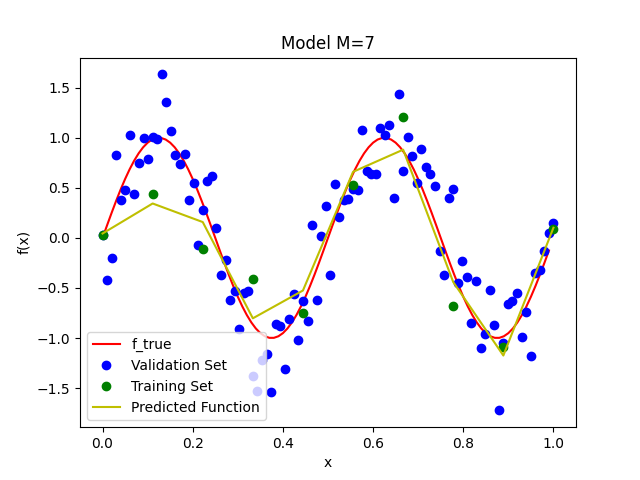 Model M=7
f(x)
1.5
1.0
0.5
0.0
−0.5
−1.0
−1.5
f_true
Validation Set
Training Set
Predicted Function
0.0 0.2 0.4 0.6 0.8 1.0
x